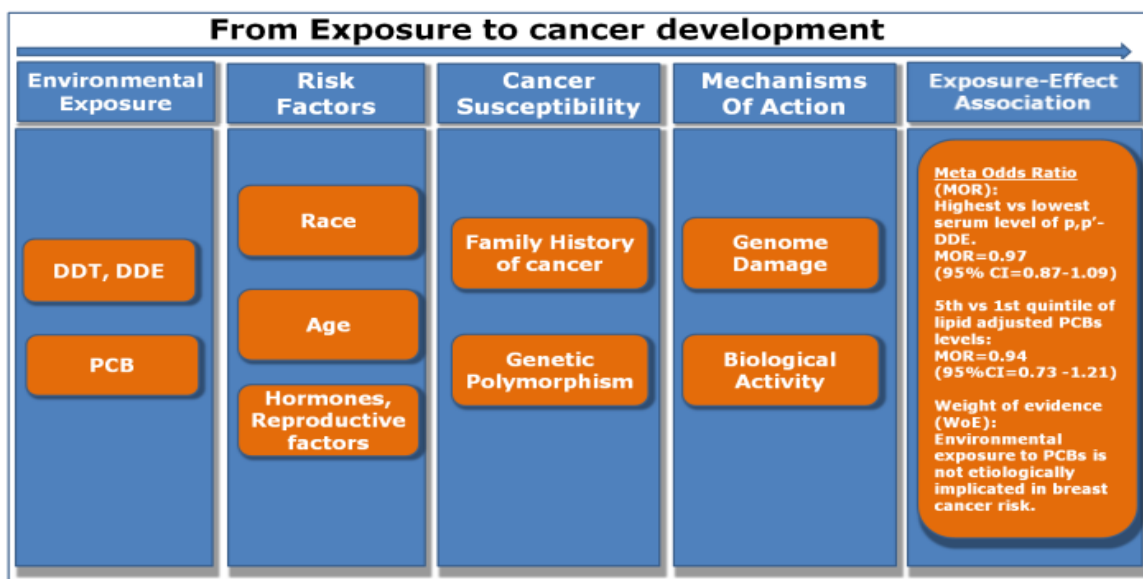 From Exposure to cancer development
Environmental
Exposure
Risk
Factors
Cancer
Susceptibility
Mechanisms
Of Action
Exposure-Effect
Association
DDT, DDE
PCB
Race
Age
Hormones,
Reproductive
factors
Family History
of cancer
Genetic
Polymorphism
Genome
Damage
Biological
Activity
Meta Odds Ratio
(MOR):
Highest vs lowest
serum level of p,p’-
DDE.
MOR=0.97
(95% CI=0.87-1.09)
5th vs 1st quintile of
lipid adjusted PCBs
levels:
MOR=0.94
(95%CI=0.73 -1.21)
Weight of evidence
(WoE):
Environmental
exposure to PCBs is
not etiologically
implicated in breast
cancer risk.